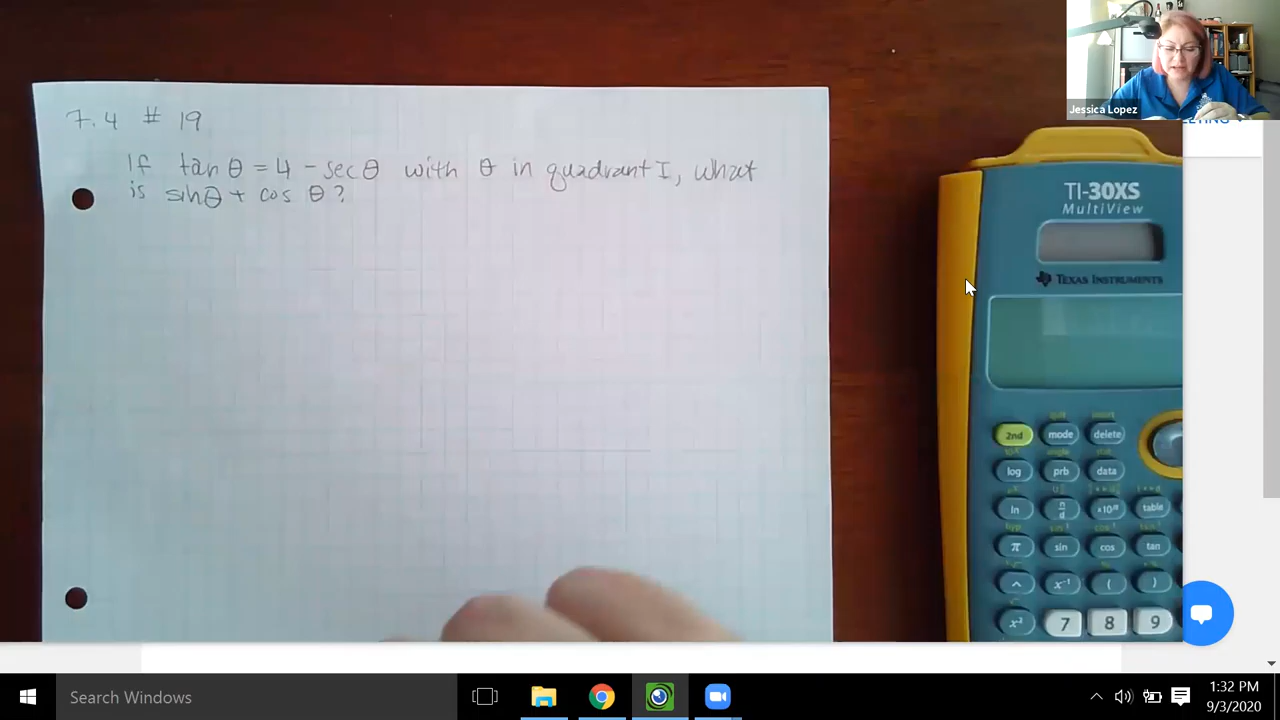 Jessica Lopez
7.4 # 19
If tan θ = 4 - sec θ with θ in quadrant I, what
is sin θ + cos θ ?
TI-30XS
MultiView
TEXAS INSTRUMENTS
2nd mode delete
log prb data
ln n/d table
π sin cos tan
^ x⁻¹ ( )
x² 7 8 9
Search Windows
1:32 PM
9/3/2020